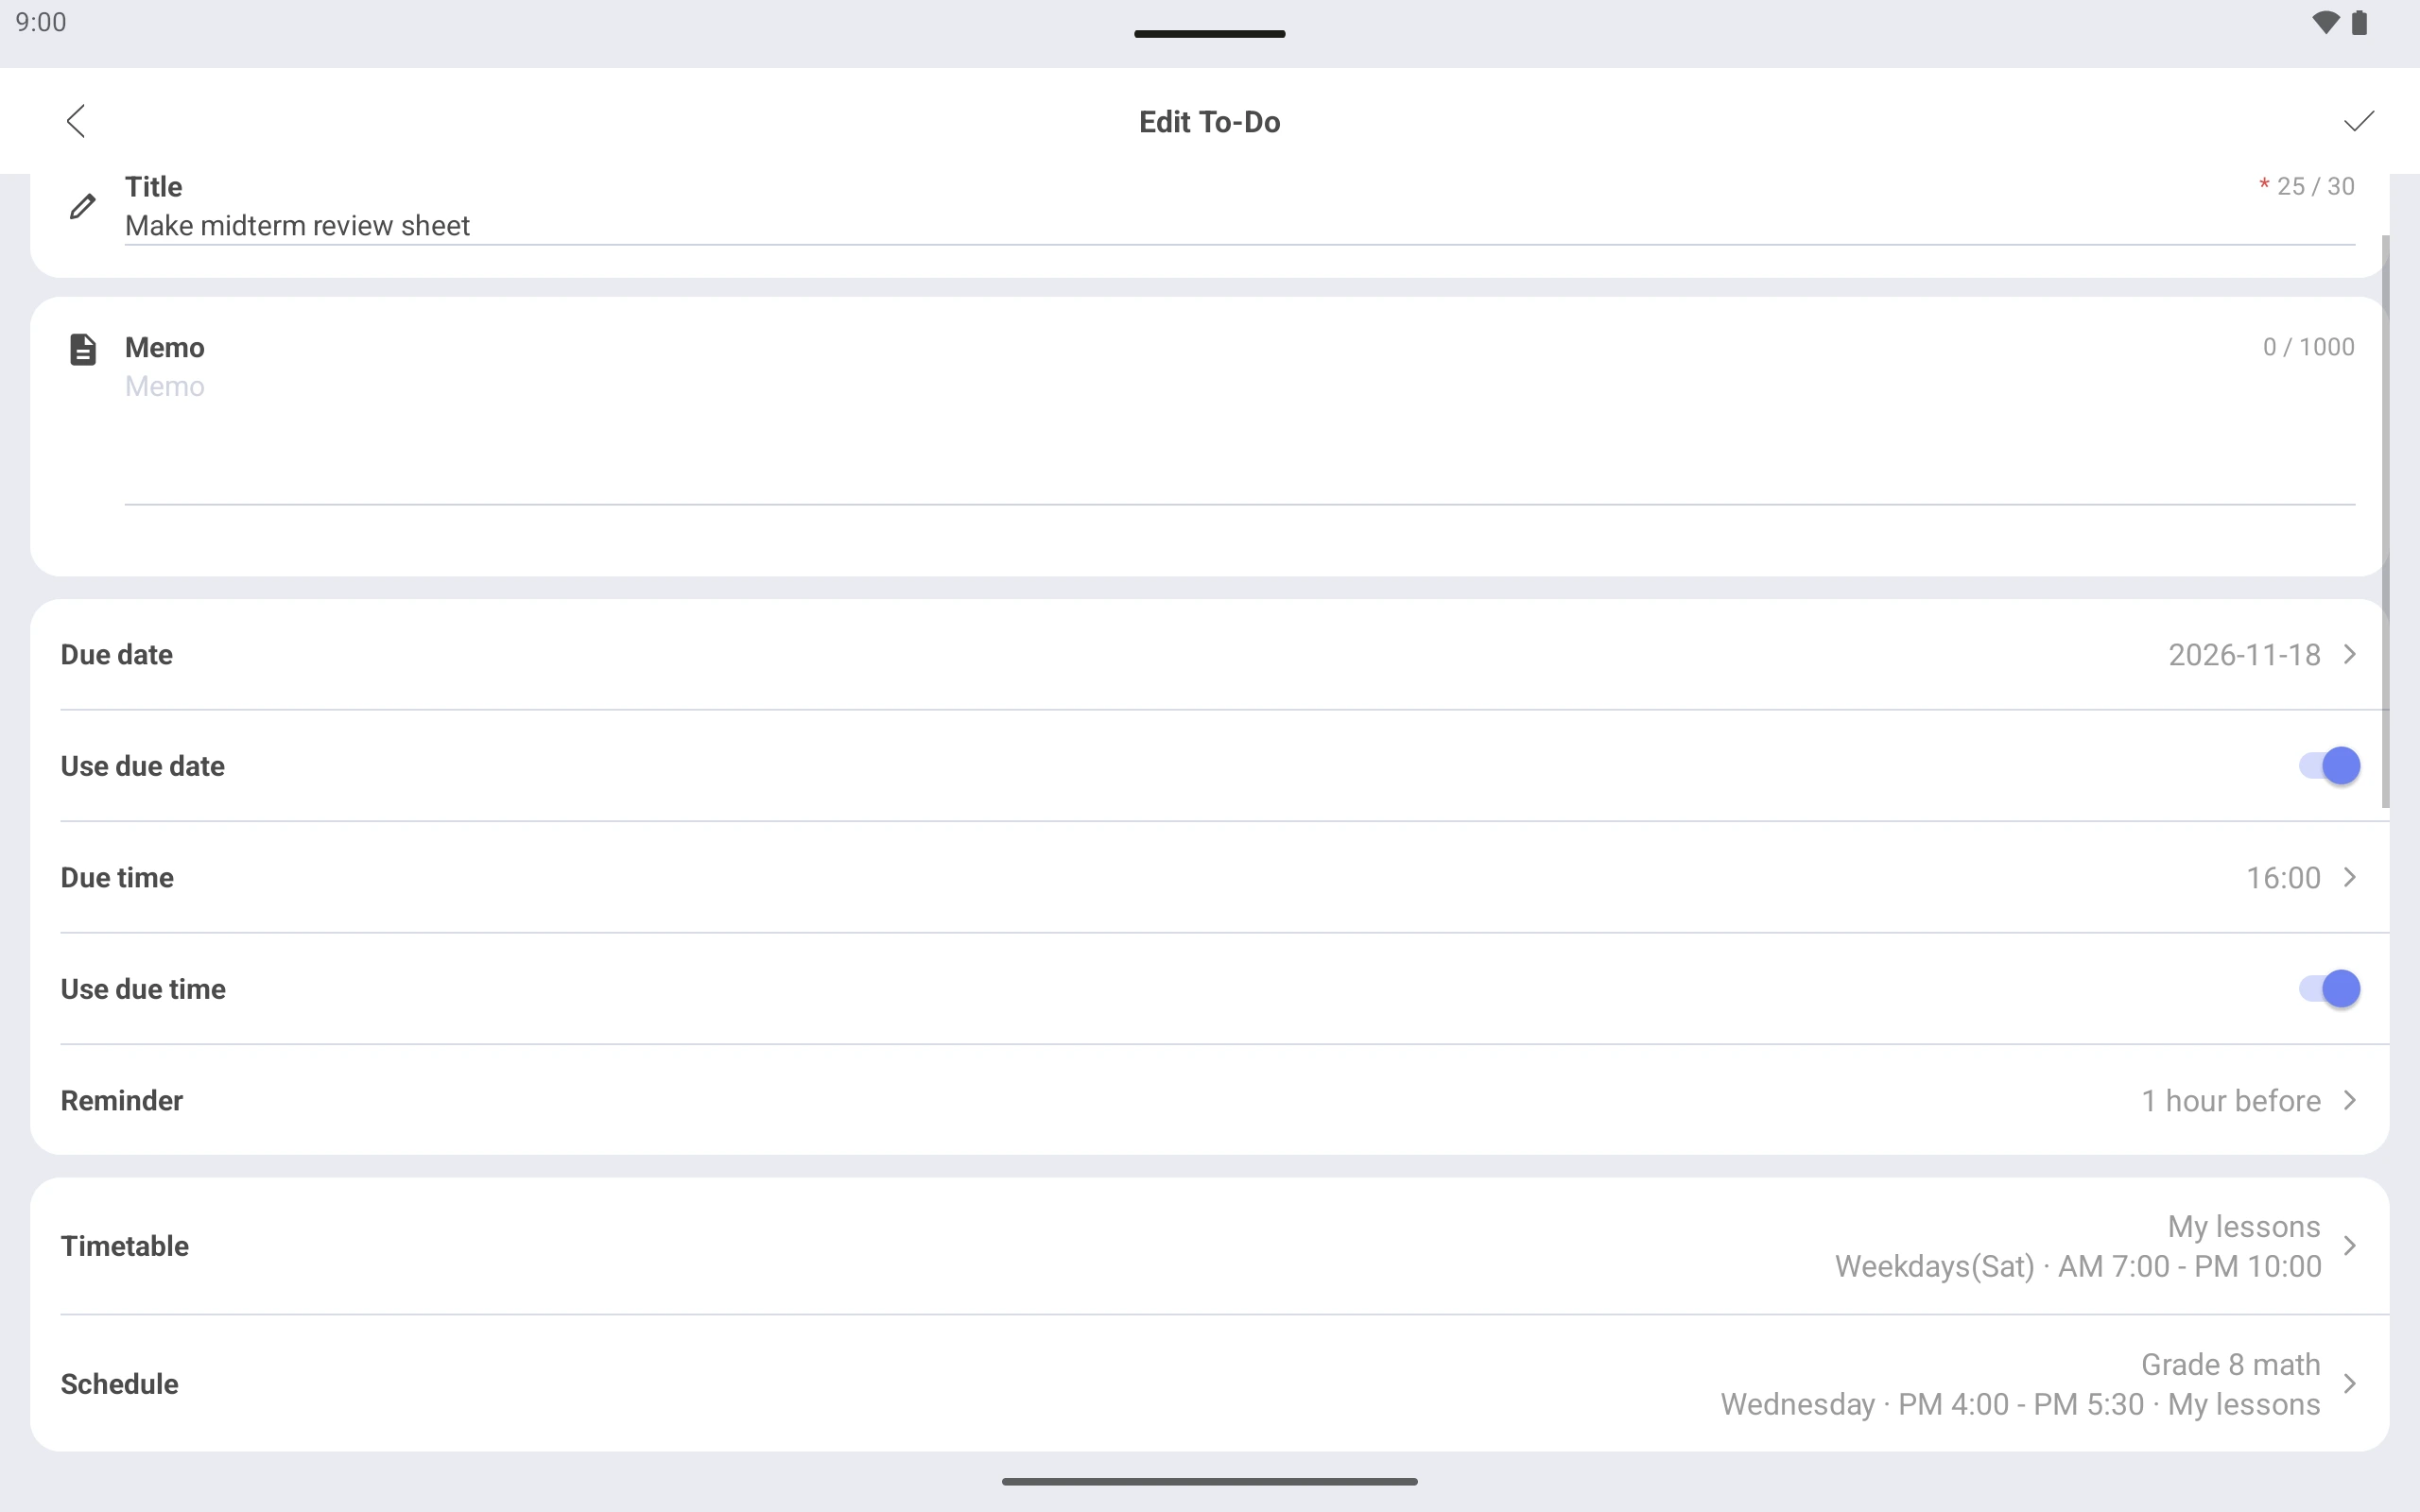 9:00
Edit To-Do
Title
* 25 / 30
Make midterm review sheet
Memo
0 / 1000
Memo
Due date
2026-11-18
Use due date
Due time
16:00
Use due time
Reminder
1 hour before
Timetable
My lessons
Weekdays(Sat) · AM 7:00 - PM 10:00
Schedule
Grade 8 math
Wednesday · PM 4:00 - PM 5:30 · My lessons